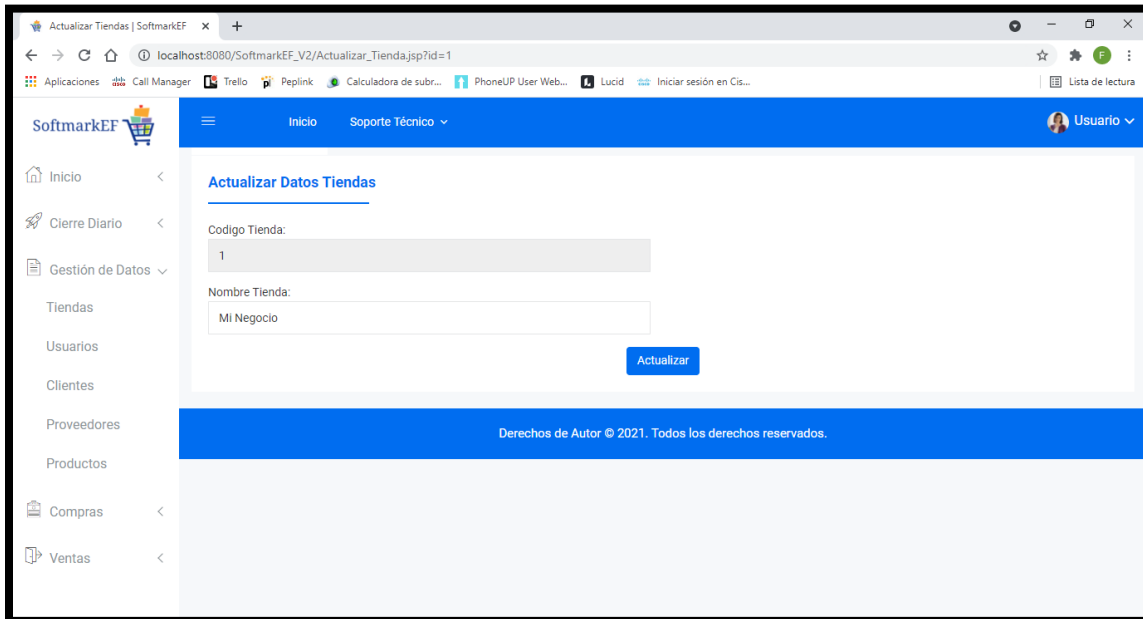 Actualizar Tiendas | SoftmarkEF
localhost:8080/SoftmarkEF_V2/Actualizar_Tienda.jsp?id=1
F
Aplicaciones Call Manager Trello Peplink Calculadora de subr... PhoneUP User Web... Lucid Iniciar sesión en Cis... Lista de lectura
SoftmarkEF
Inicio Soporte Técnico Usuario
Inicio
Cierre Diario
Gestión de Datos
Tiendas
Usuarios
Clientes
Proveedores
Productos
Compras
Ventas
Actualizar Datos Tiendas
Codigo Tienda:
1
Nombre Tienda:
Mi Negocio
Actualizar
Derechos de Autor © 2021. Todos los derechos reservados.